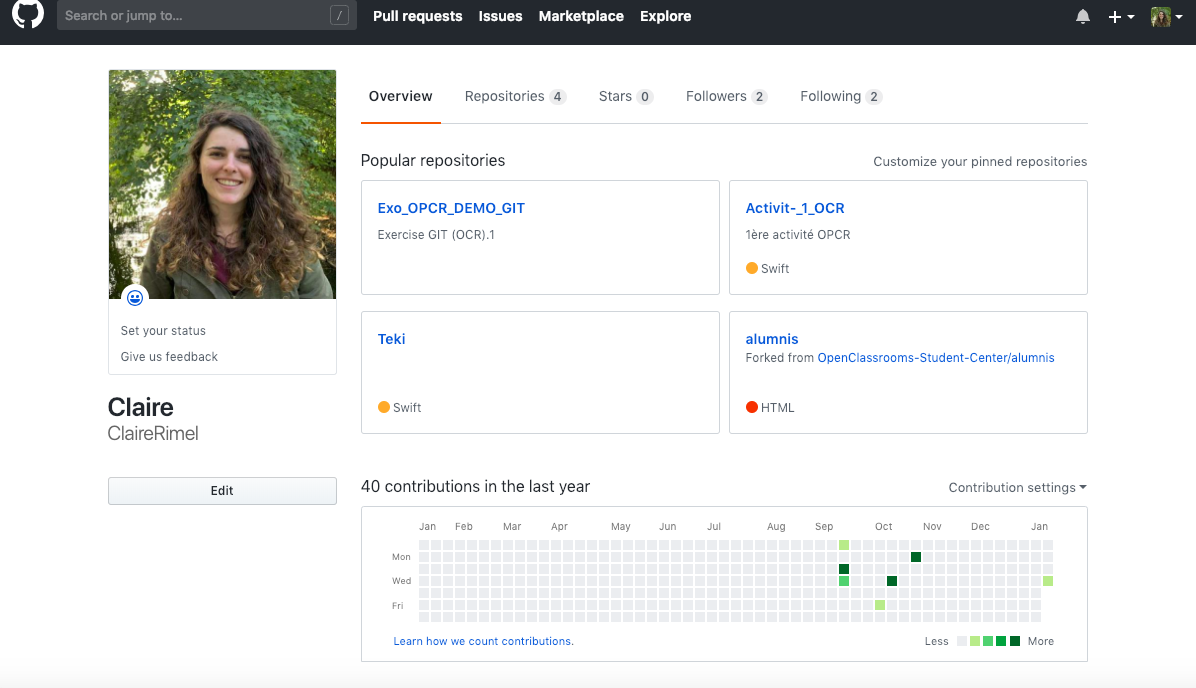 Search or jump to... /
Pull requests Issues Marketplace Explore
Overview Repositories 4 Stars 0 Followers 2 Following 2
Set your status
Give us feedback
Claire
ClaireRimel
Edit
Popular repositories Customize your pinned repositories
Exo_OPCR_DEMO_GIT
Exercise GIT (OCR).1
Activit-_1_OCR
1ère activité OPCR
Swift
Teki
Swift
alumnis
Forked from OpenClassrooms-Student-Center/alumnis
HTML
40 contributions in the last year Contribution settings
Jan Feb Mar Apr May Jun Jul Aug Sep Oct Nov Dec Jan
Mon
Wed
Fri
Learn how we count contributions. Less More